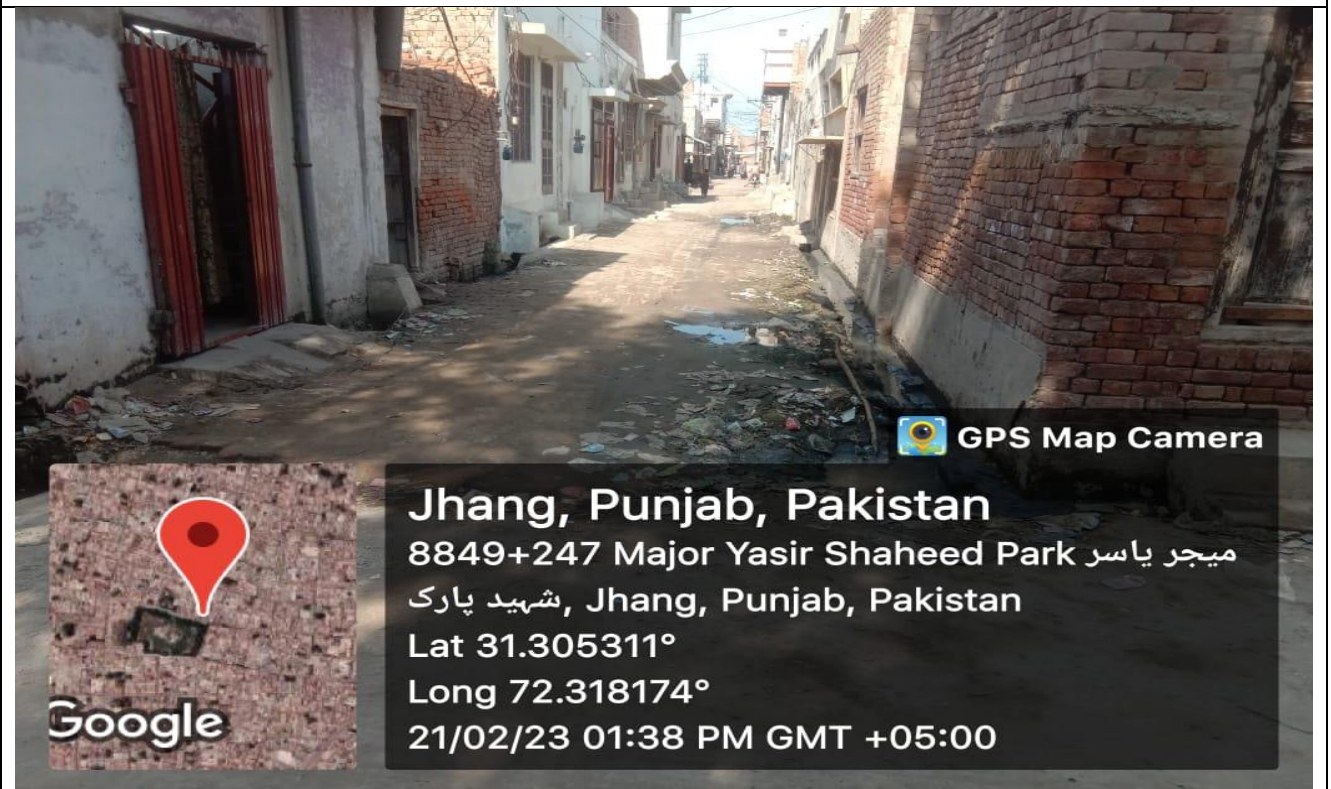 GPS Map Camera
Jhang, Punjab, Pakistan
8849+247 Major Yasir Shaheed Park میجر یاسر
شہید پارک, Jhang, Punjab, Pakistan
Lat 31.305311°
Long 72.318174°
21/02/23 01:38 PM GMT +05:00
Google